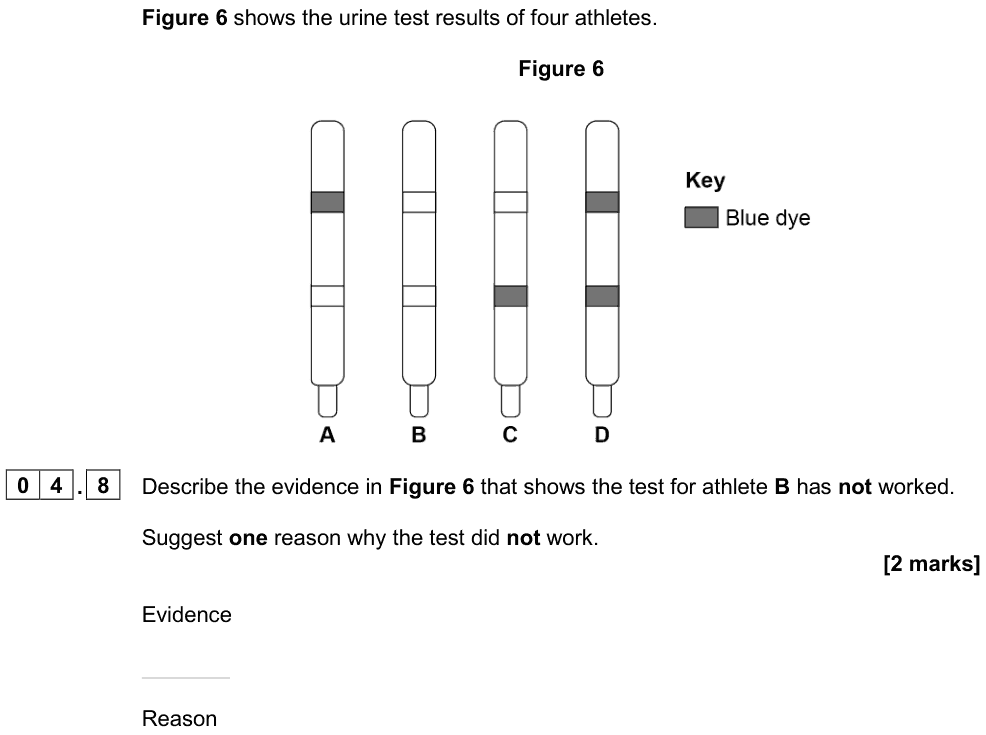 Figure 6 shows the urine test results of four athletes.
Figure 6
Key
Blue dye
A B C D
04.8 Describe the evidence in Figure 6 that shows the test for athlete B has not worked.
Suggest one reason why the test did not work.
[2 marks]
Evidence
Reason